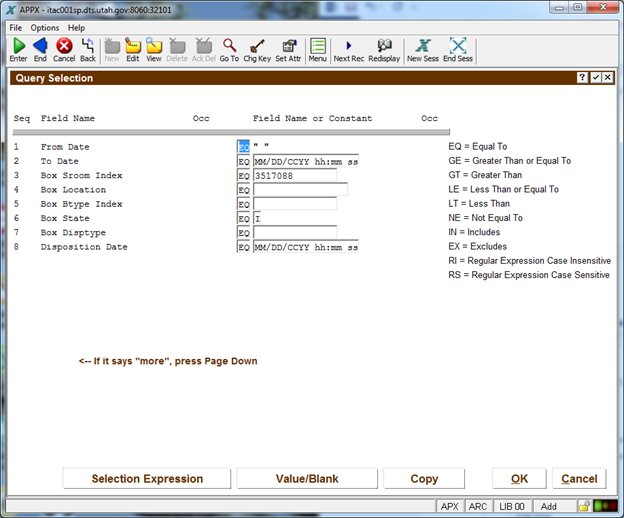 APPX - itac001sp.dts.utah.gov:8060:32101
File Options Help
Enter End Cancel Back New Edit View Delete Ack Del Go To Chg Key Set Attr Menu Next Rec Redisplay New Sess End Sess
Query Selection
Seq Field Name Occ Field Name or Constant Occ
1 From Date EQ " " EQ = Equal To
2 To Date EQ MM/DD/CCYY hh:mm ss GE = Greater Than or Equal To
3 Box Sroom Index EQ 3517088 GT = Greater Than
4 Box Location EQ LE = Less Than or Equal To
5 Box Btype Index EQ LT = Less Than
6 Box State EQ I NE = Not Equal To
7 Box Disptype EQ IN = Includes
8 Disposition Date EQ MM/DD/CCYY hh:mm ss EX = Excludes
RI = Regular Expression Case Insensitive
RS = Regular Expression Case Sensitive
<-- If it says "more", press Page Down
Selection Expression Value/Blank Copy OK Cancel
APX ARC LIB 00 Add